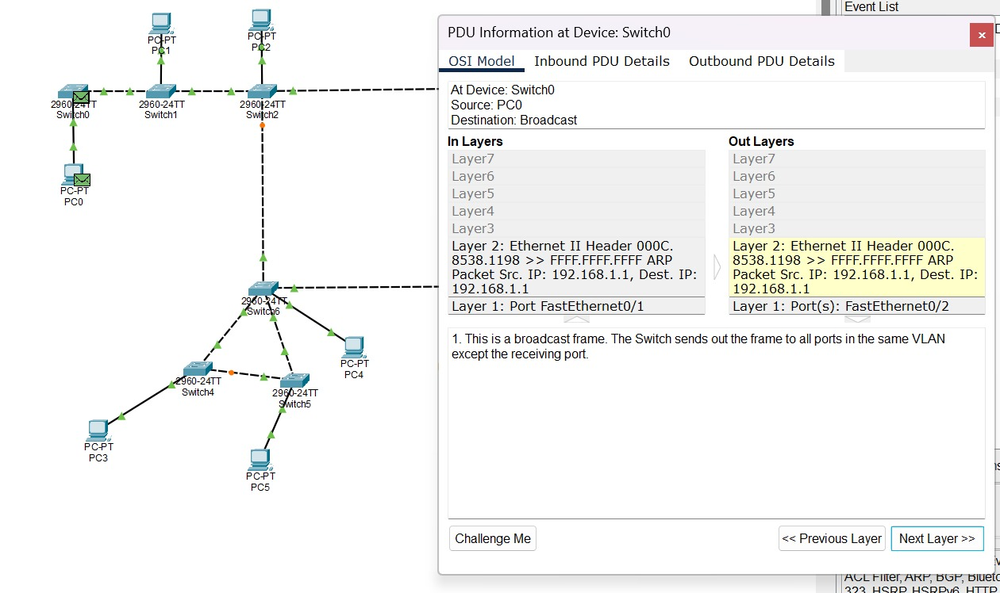 PC-PT
PC1
PC-PT
PC2
2960-24TT
Switch0
2960-24TT
Switch1
2960-24TT
Switch2
PC-PT
PC0
2960-24TT
Switch6
PC-PT
PC4
2960-24TT
Switch4
2960-24TT
Switch5
PC-PT
PC3
PC-PT
PC5
Event List
PDU Information at Device: Switch0
OSI Model Inbound PDU Details Outbound PDU Details
At Device: Switch0
Source: PC0
Destination: Broadcast
In Layers
Layer7
Layer6
Layer5
Layer4
Layer3
Layer 2: Ethernet II Header 000C.
8538.1198 >> FFFF.FFFF.FFFF ARP
Packet Src. IP: 192.168.1.1, Dest. IP:
192.168.1.1
Layer 1: Port FastEthernet0/1
Out Layers
Layer7
Layer6
Layer5
Layer4
Layer3
Layer 2: Ethernet II Header 000C.
8538.1198 >> FFFF.FFFF.FFFF ARP
Packet Src. IP: 192.168.1.1, Dest. IP:
192.168.1.1
Layer 1: Port(s): FastEthernet0/2
1. This is a broadcast frame. The Switch sends out the frame to all ports in the same VLAN
except the receiving port.
Challenge Me
<< Previous Layer
Next Layer >>
ACL Filter, ARP, BGP,
HSRP, HSRPv6, HTTP